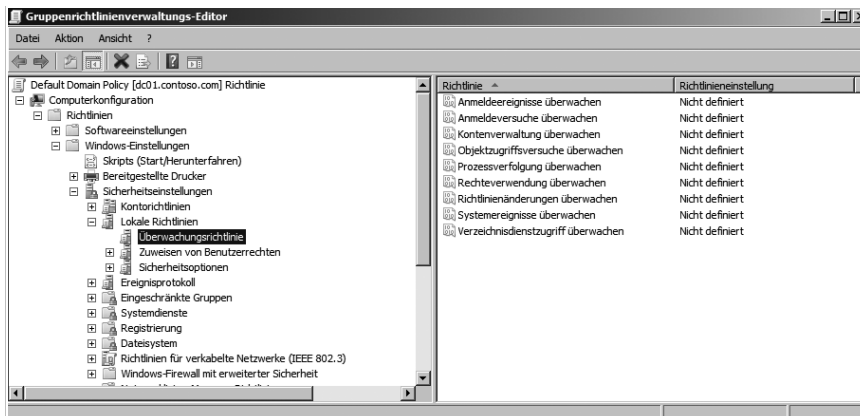 Gruppenrichtlinienverwaltungs-Editor
Datei Aktion Ansicht ?
Default Domain Policy [dc01.contoso.com] Richtlinie
Computerkonfiguration
Richtlinien
Softwareeinstellungen
Windows-Einstellungen
Skripts (Start/Herunterfahren)
Bereitgestellte Drucker
Sicherheitseinstellungen
Kontorichtlinien
Lokale Richtlinien
Überwachungsrichtlinie
Zuweisen von Benutzerrechten
Sicherheitsoptionen
Ereignisprotokoll
Eingeschränkte Gruppen
Systemdienste
Registrierung
Dateisystem
Richtlinien für verkabelte Netzwerke (IEEE 802.3)
Windows-Firewall mit erweiterter Sicherheit
Richtlinie Richtlinieneinstellung
Anmeldeereignisse überwachen Nicht definiert
Anmeldeversuche überwachen Nicht definiert
Kontenverwaltung überwachen Nicht definiert
Objektzugriffsversuche überwachen Nicht definiert
Prozessverfolgung überwachen Nicht definiert
Rechteverwendung überwachen Nicht definiert
Richtlinienänderungen überwachen Nicht definiert
Systemereignisse überwachen Nicht definiert
Verzeichnisdienstzugriff überwachen Nicht definiert